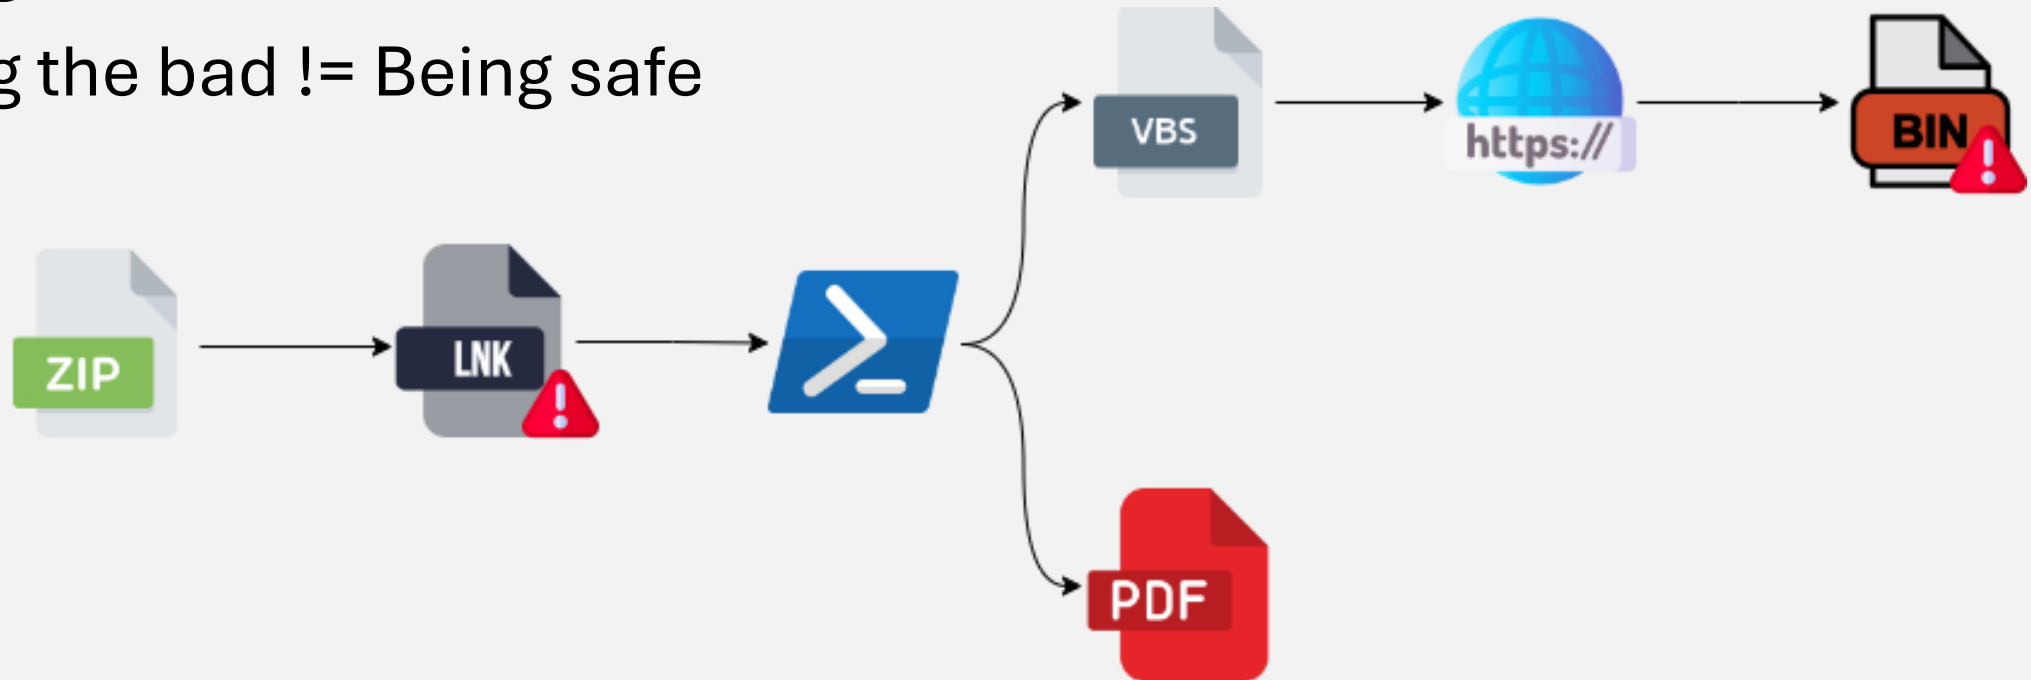 the bad != Being safe
VBS
https://
BIN
ZIP
LNK
PDF